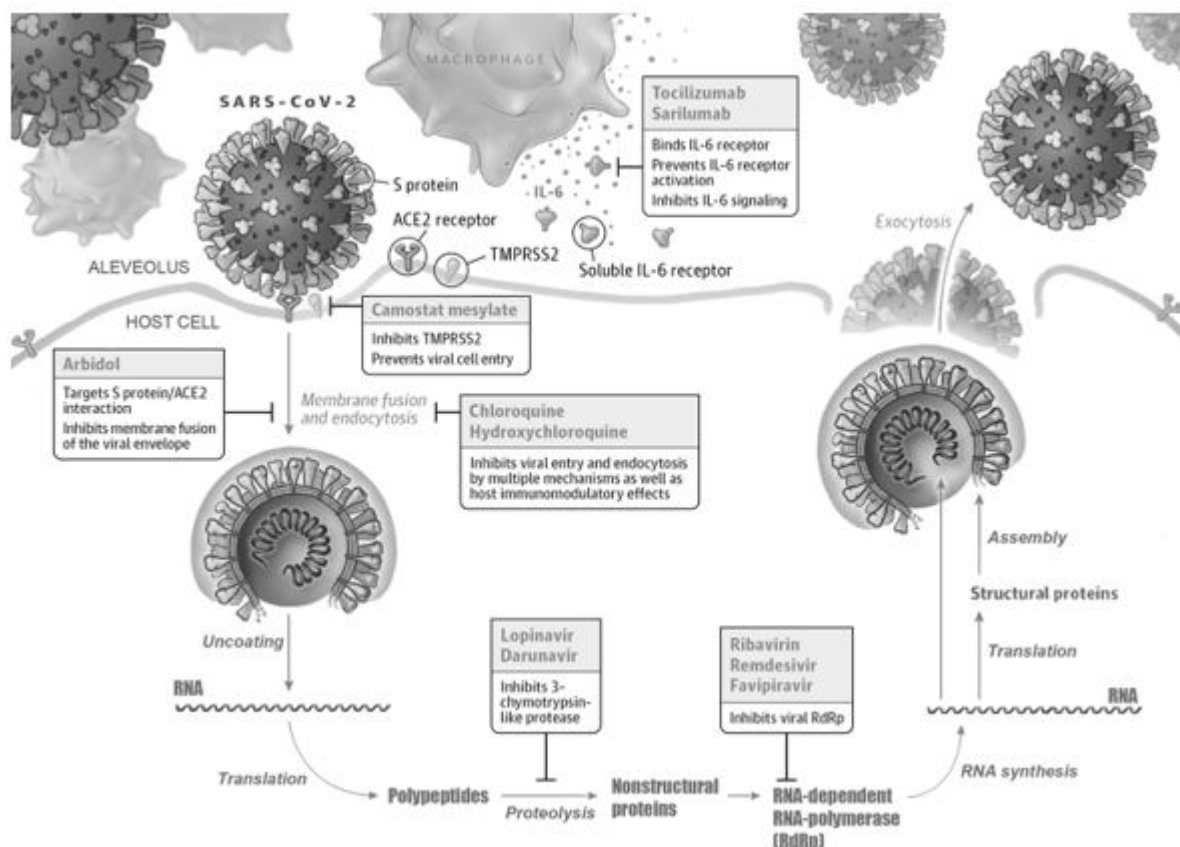 MACROPHAGE
SARS-CoV-2
Tocilizumab
Sarilumab
Binds IL-6 receptor
Prevents IL-6 receptor
activation
Inhibits IL-6 signaling
S protein
IL-6
ACE2 receptor
TMPRSS2
Soluble IL-6 receptor
Exocytosis
ALEVEOLUS
HOST CELL
Camostat mesylate
Inhibits TMPRSS2
Prevents viral cell entry
Arbidol
Targets S protein/ACE2
interaction
Inhibits membrane fusion
of the viral envelope
Membrane fusion
and endocytosis
Chloroquine
Hydroxychloroquine
Inhibits viral entry and endocytosis
by multiple mechanisms as well as
host immunomodulatory effects
Assembly
Structural proteins
Translation
Uncoating
RNA
Lopinavir
Darunavir
Inhibits 3-
chymotrypsin-
like protease
Ribavirin
Remdesivir
Favipiravir
Inhibits viral RdRp
RNA
Translation
Polypeptides
Proteolysis
Nonstructural
proteins
RNA-dependent
RNA-polymerase
(RdRp)
RNA synthesis